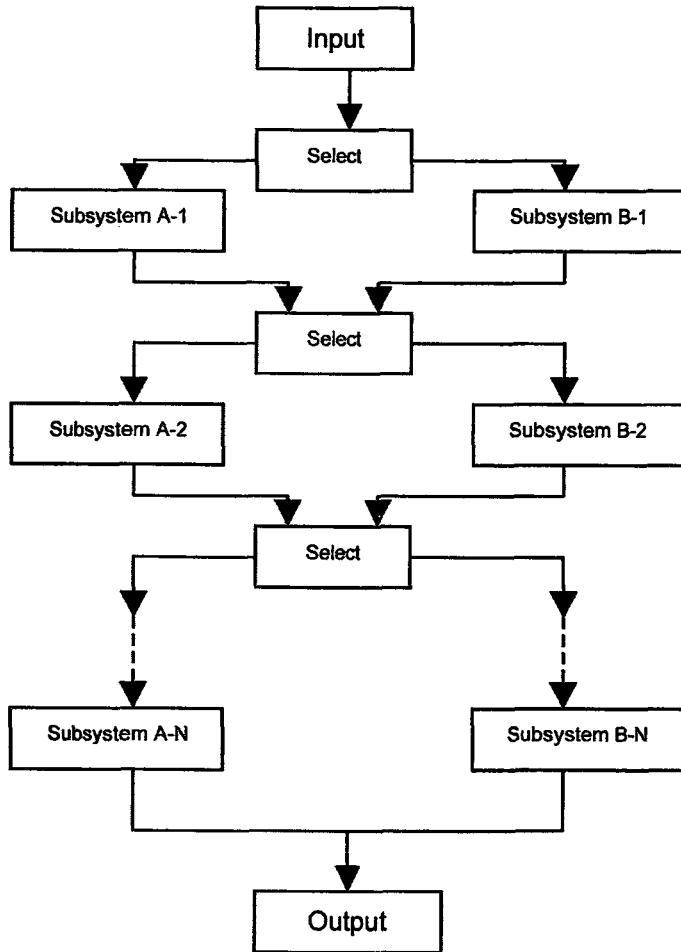 Input
Select
Subsystem A-1
Subsystem B-1
Select
Subsystem A-2
Subsystem B-2
Select
Subsystem A-N
Subsystem B-N
Output